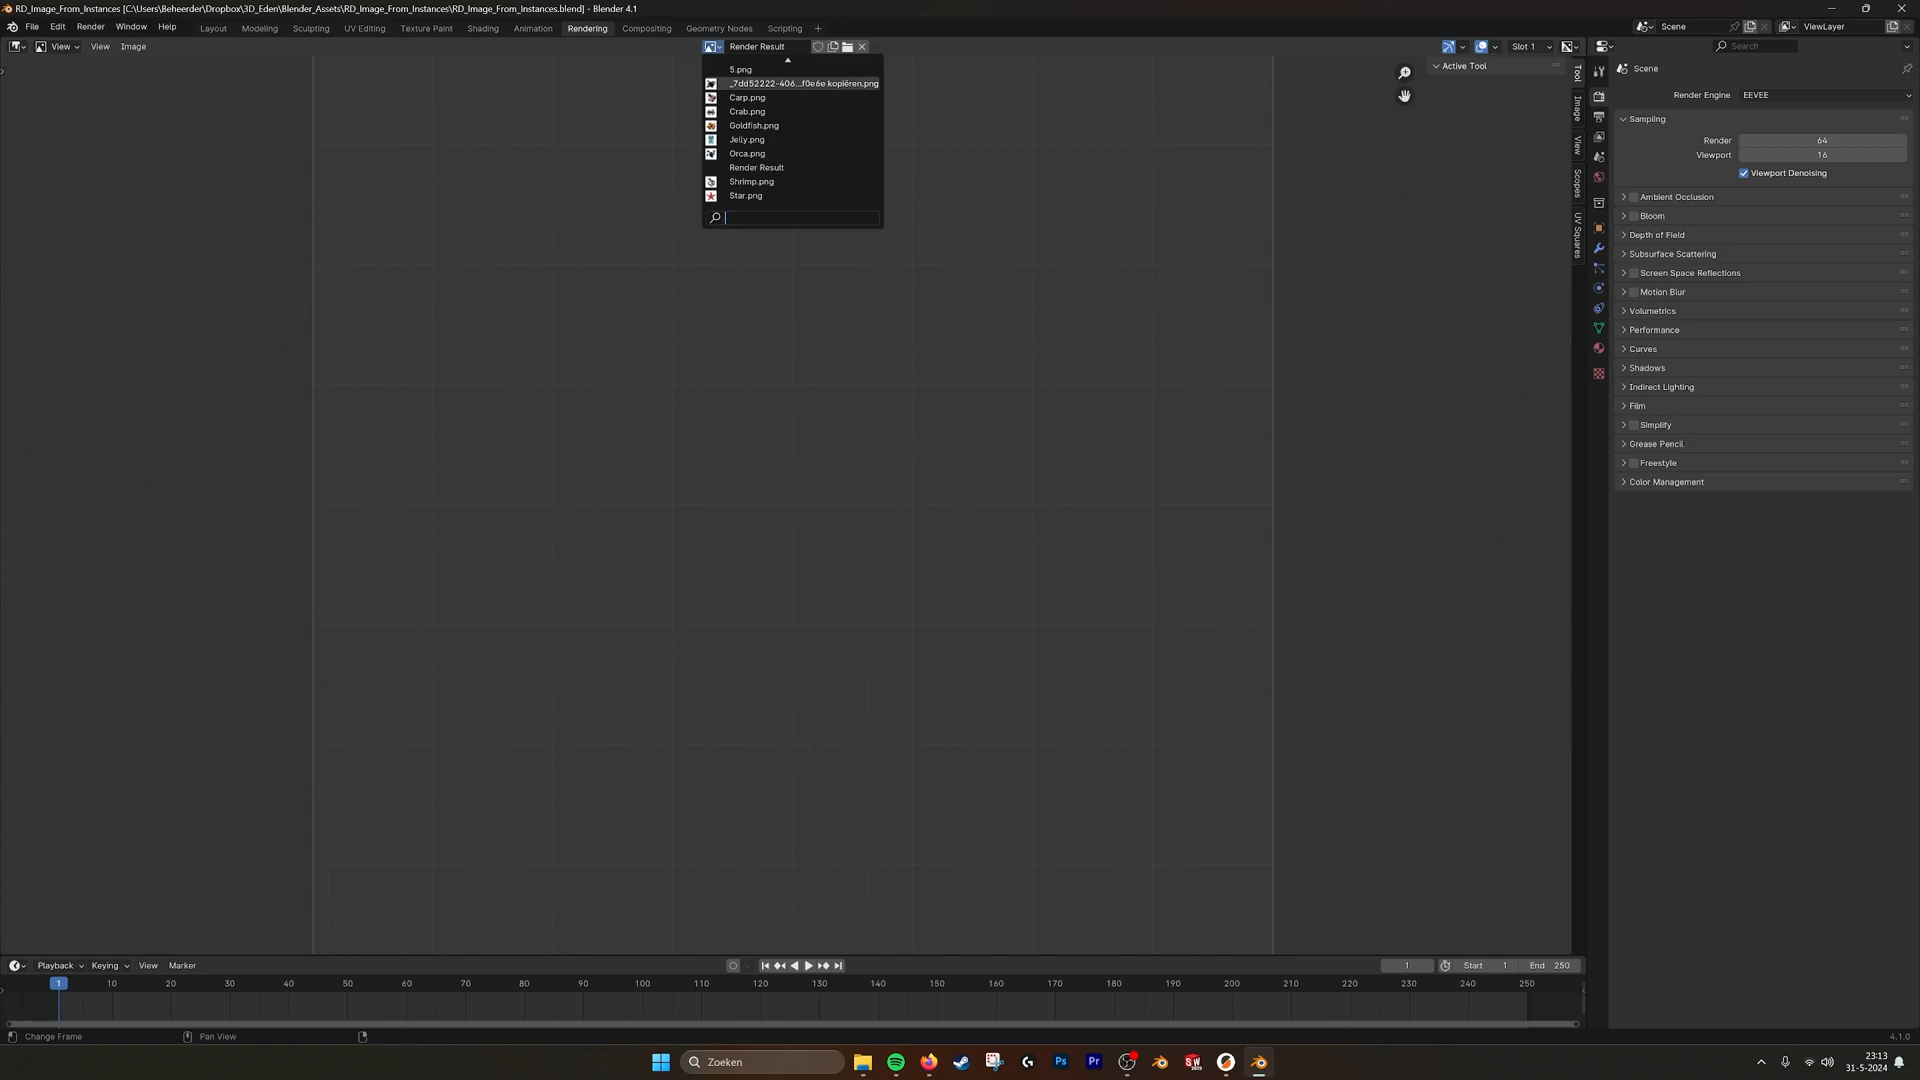 RD_Image_From_Instances [C:\Users\Beheerder\Dropbox\3D_Eden\Blender_Assets\RD_Image_From_Instances\RD_Image_From_Instances.blend] - Blender 4.1
File Edit Render Window Help Layout Modeling Sculpting UV Editing Texture Paint Shading Animation Rendering Compositing Geometry Nodes Scripting + Scene ViewLayer
View View Image Render Result Slot 1 Search
5.png
_7dd52222-406...f0e6e kopiëren.png
Carp.png
Crab.png
Goldfish.png
Jelly.png
Orca.png
Render Result
Shrimp.png
Star.png
Active Tool
Tool
Image
View
Scopes
UV Squares
Scene
Render Engine EEVEE
Sampling
Render 64
Viewport 16
Viewport Denoising
Ambient Occlusion
Bloom
Depth of Field
Subsurface Scattering
Screen Space Reflections
Motion Blur
Volumetrics
Performance
Curves
Shadows
Indirect Lighting
Film
Simplify
Grease Pencil
Freestyle
Color Management
Playback Keying View Marker 1 Start 1 End 250
1 10 20 30 40 50 60 70 80 90 100 110 120 130 140 150 160 170 180 190 200 210 220 230 240 250
Change Frame Pan View 4.1.0
Zoeken Ps Pr 23:13
31-5-2024